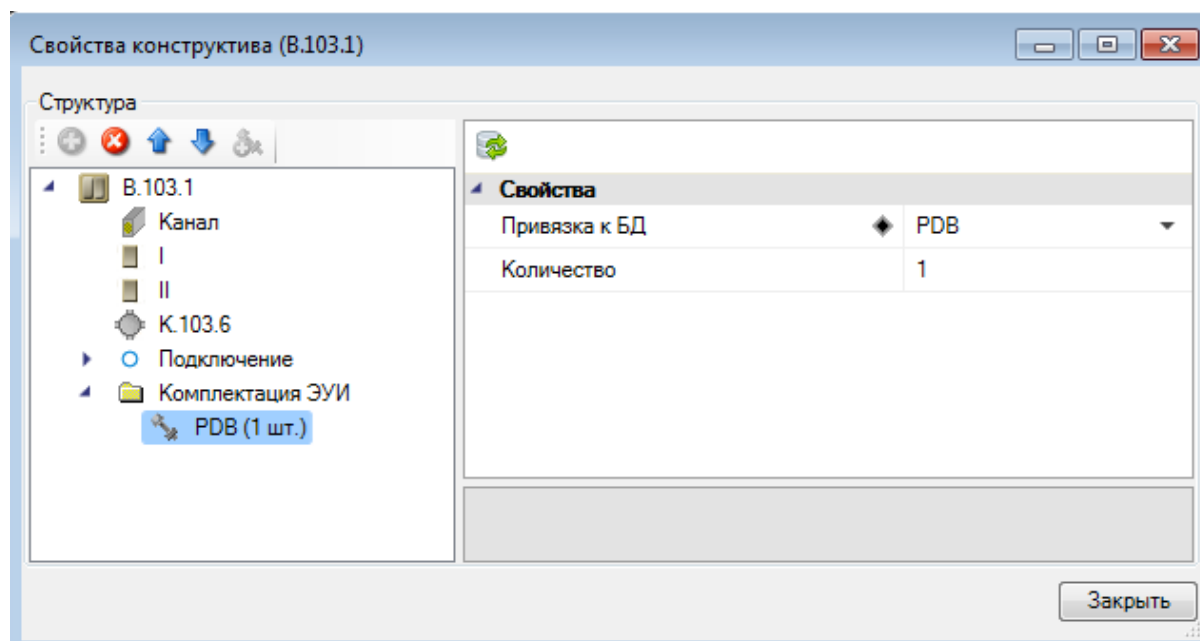 Свойства конструктива (В.103.1)
Структура
В.103.1
Канал
I
II
К.103.6
Подключение
Комплектация ЭУИ
PDB (1 шт.)
Свойства
Привязка к БД PDB
Количество 1
Закрыть